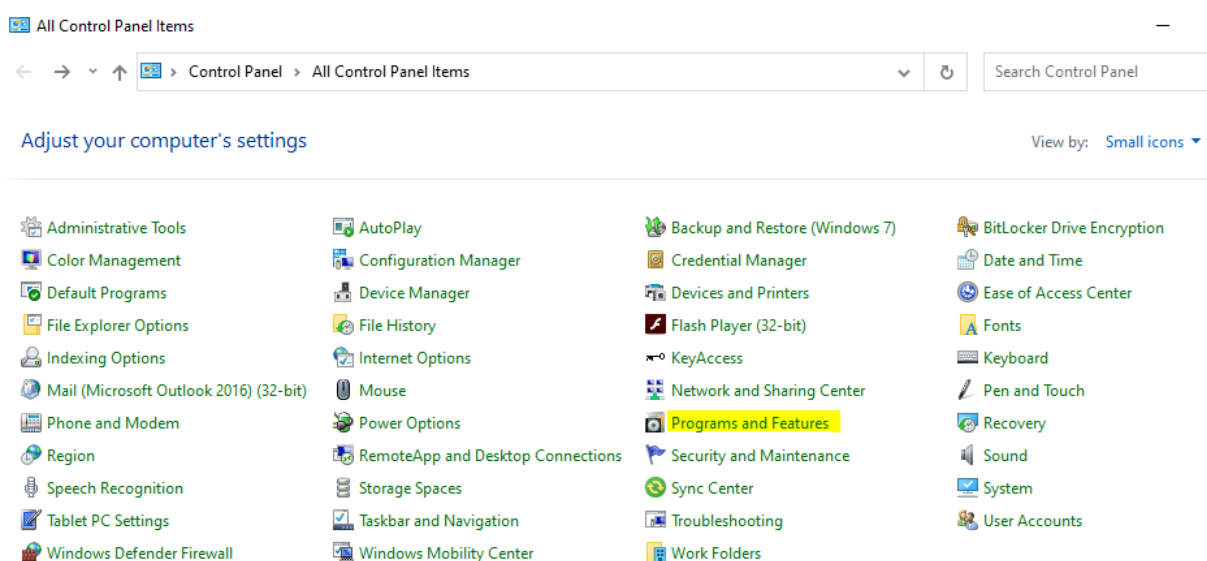 All Control Panel Items
Control Panel > All Control Panel Items
Search Control Panel
Adjust your computer's settings
View by: Small icons
Administrative Tools
AutoPlay
Backup and Restore (Windows 7)
BitLocker Drive Encryption
Color Management
Configuration Manager
Credential Manager
Date and Time
Default Programs
Device Manager
Devices and Printers
Ease of Access Center
File Explorer Options
File History
Flash Player (32-bit)
Fonts
Indexing Options
Internet Options
KeyAccess
Keyboard
Mail (Microsoft Outlook 2016) (32-bit)
Mouse
Network and Sharing Center
Pen and Touch
Phone and Modem
Power Options
Programs and Features
Recovery
Region
RemoteApp and Desktop Connections
Security and Maintenance
Sound
Speech Recognition
Storage Spaces
Sync Center
System
Tablet PC Settings
Taskbar and Navigation
Troubleshooting
User Accounts
Windows Defender Firewall
Windows Mobility Center
Work Folders